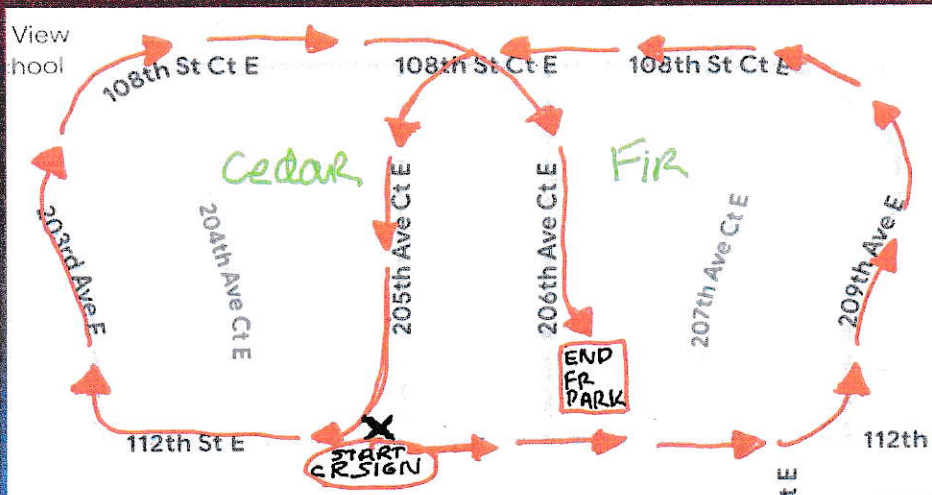 View
hool
108th St Ct E
108th St Ct E
108th St Ct E
Cedar
Fir
203rd Ave E
204th Ave Ct E
205th Ave Ct E
206th Ave Ct E
207th Ave Ct E
209th Ave E
END
FR
PARK
112th St E
START
CR SIGN
112th
t E